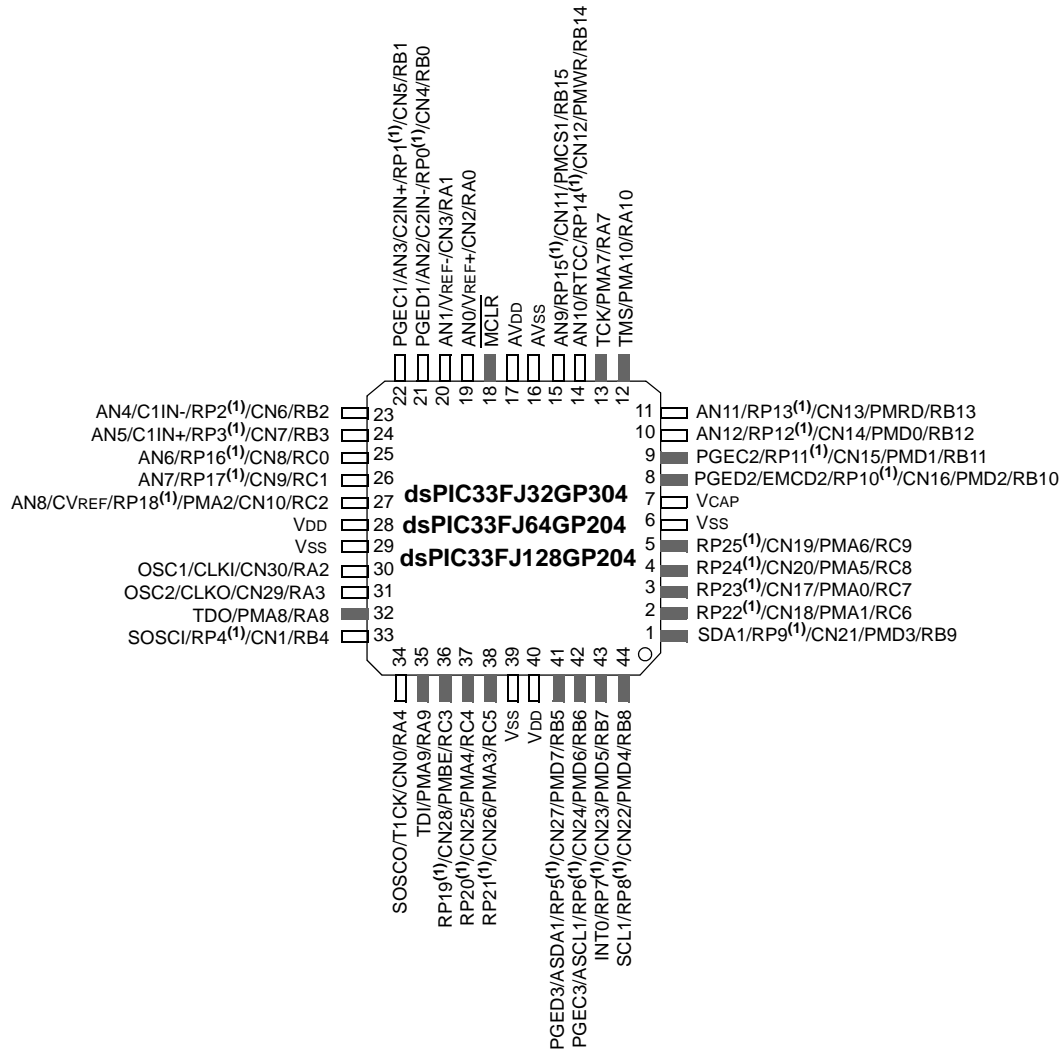 PGEC1/AN3/C2IN+/RP1(1)/CN5/RB1
PGED1/AN2/C2IN-/RP0(1)/CN4/RB0
AN1/VREF-/CN3/RA1
AN0/VREF+/CN2/RA0
MCLR
AVDD
AVSS
AN9/RP15(1)/CN11/PMCS1/RB15
AN10/RTCC/RP14(1)/CN12/PMWR/RB14
TCK/PMA7/RA7
TMS/PMA10/RA10
22 21 20 19 18 17 16 15 14 13 12
AN4/C1IN-/RP2(1)/CN6/RB2 23
AN5/C1IN+/RP3(1)/CN7/RB3 24
AN6/RP16(1)/CN8/RC0 25
AN7/RP17(1)/CN9/RC1 26
AN8/CVREF/RP18(1)/PMA2/CN10/RC2 27
VDD 28
VSS 29
OSC1/CLKI/CN30/RA2 30
OSC2/CLKO/CN29/RA3 31
TDO/PMA8/RA8 32
SOSCI/RP4(1)/CN1/RB4 33
dsPIC33FJ32GP304
dsPIC33FJ64GP204
dsPIC33FJ128GP204
11 AN11/RP13(1)/CN13/PMRD/RB13
10 AN12/RP12(1)/CN14/PMD0/RB12
9 PGEC2/RP11(1)/CN15/PMD1/RB11
8 PGED2/EMCD2/RP10(1)/CN16/PMD2/RB10
7 VCAP
6 VSS
5 RP25(1)/CN19/PMA6/RC9
4 RP24(1)/CN20/PMA5/RC8
3 RP23(1)/CN17/PMA0/RC7
2 RP22(1)/CN18/PMA1/RC6
1 SDA1/RP9(1)/CN21/PMD3/RB9
34 35 36 37 38 39 40 41 42 43 44
SOSCO/T1CK/CN0/RA4
TDI/PMA9/RA9
RP19(1)/CN28/PMBE/RC3
RP20(1)/CN25/PMA4/RC4
RP21(1)/CN26/PMA3/RC5
VSS
VDD
PGED3/ASDA1/RP5(1)/CN27/PMD7/RB5
PGEC3/ASCL1/RP6(1)/CN24/PMD6/RB6
INT0/RP7(1)/CN23/PMD5/RB7
SCL1/RP8(1)/CN22/PMD4/RB8